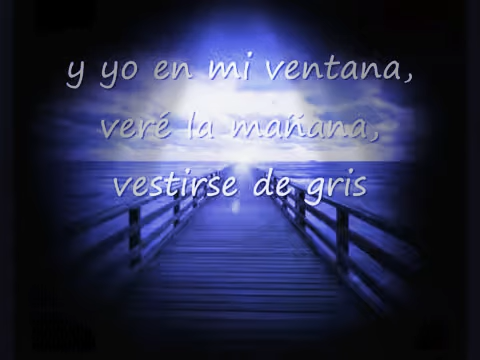 y yo en mi ventana,
veré la mañana,
vestirse de gris